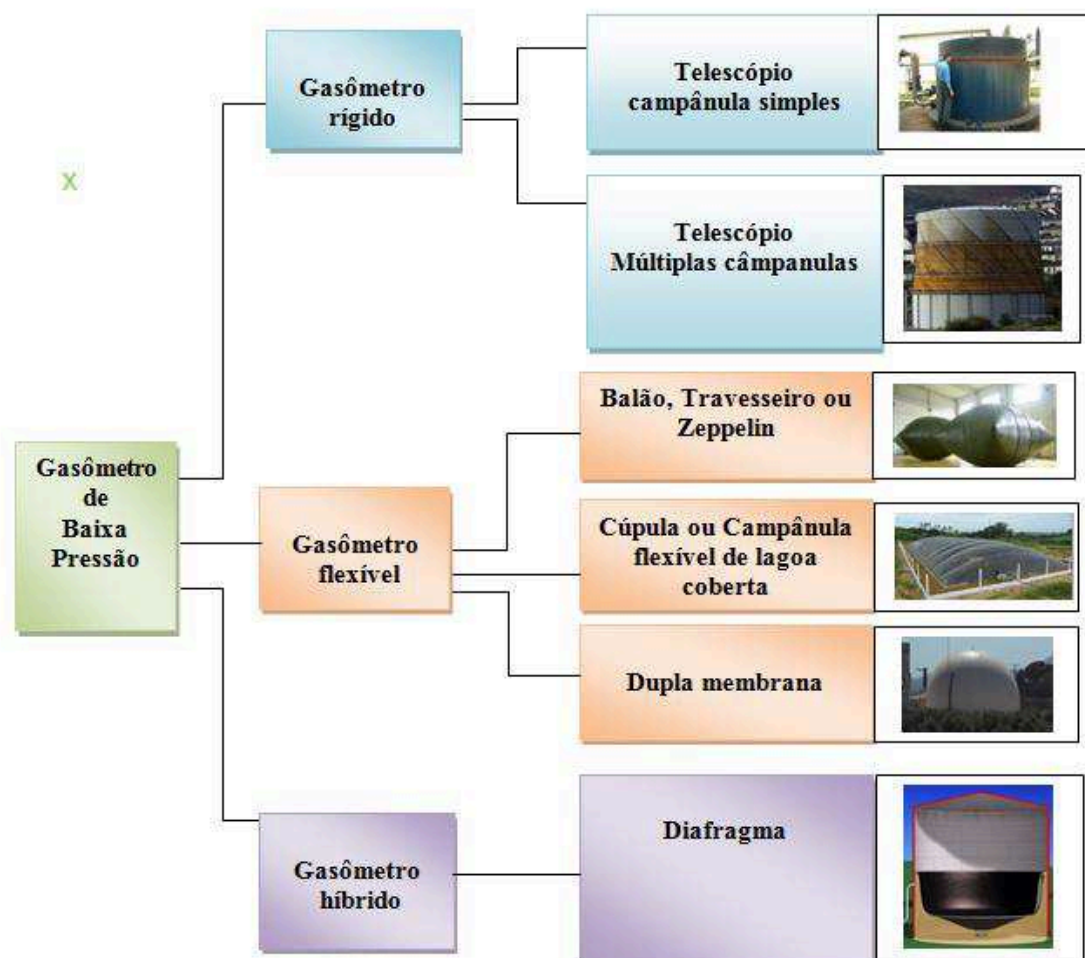 Gasômetro
rígido
Telescópio
campânula simples
x
Telescópio
Múltiplas câmpanulas
Balão, Travesseiro ou
Zeppelin
Gasômetro
de
Baixa
Pressão
Gasômetro
flexível
Cúpula ou Campânula
flexível de lagoa
coberta
Dupla membrana
Diafragma
Gasômetro
híbrido